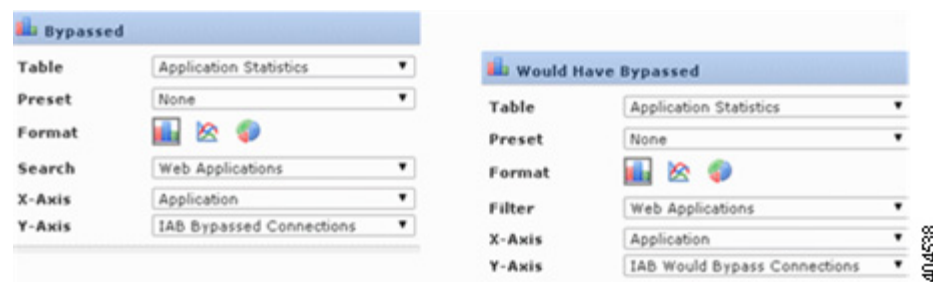 Bypassed
Table Application Statistics
Preset None
Format
Search Web Applications
X-Axis Application
Y-Axis IAB Bypassed Connections
Would Have Bypassed
Table Application Statistics
Preset None
Format
Filter Web Applications
X-Axis Application
Y-Axis IAB Would Bypass Connections
404538